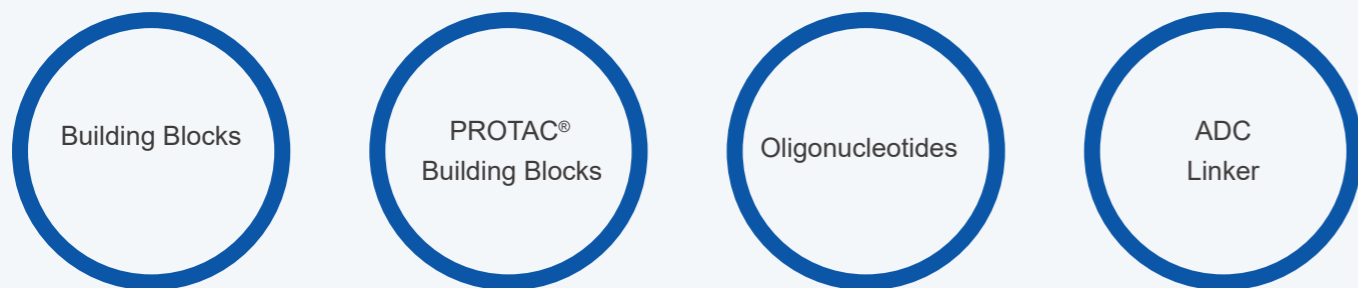 Building Blocks
PROTAC®
Building Blocks
Oligonucleotides
ADC
Linker